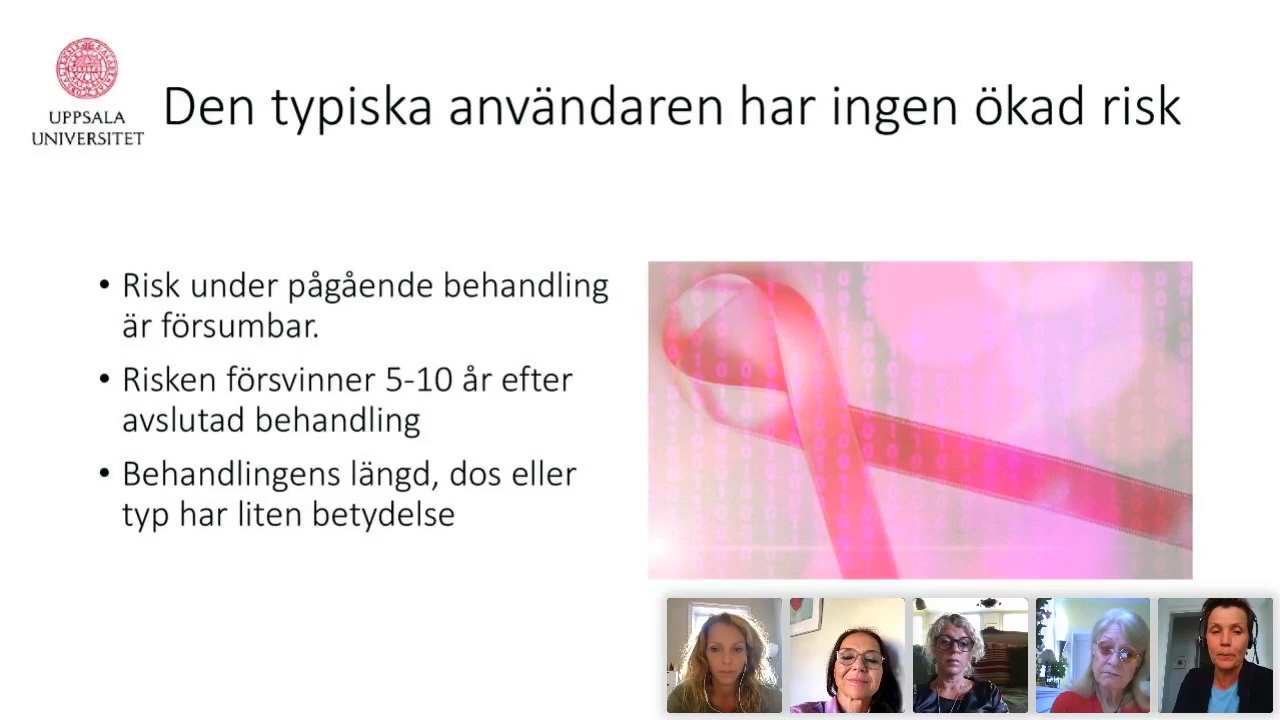 UPPSALA
UNIVERSITET
Den typiska användaren har ingen ökad risk
• Risk under pågående behandling
är försumbar.
• Risken försvinner 5-10 år efter
avslutad behandling
• Behandlingens längd, dos eller
typ har liten betydelse